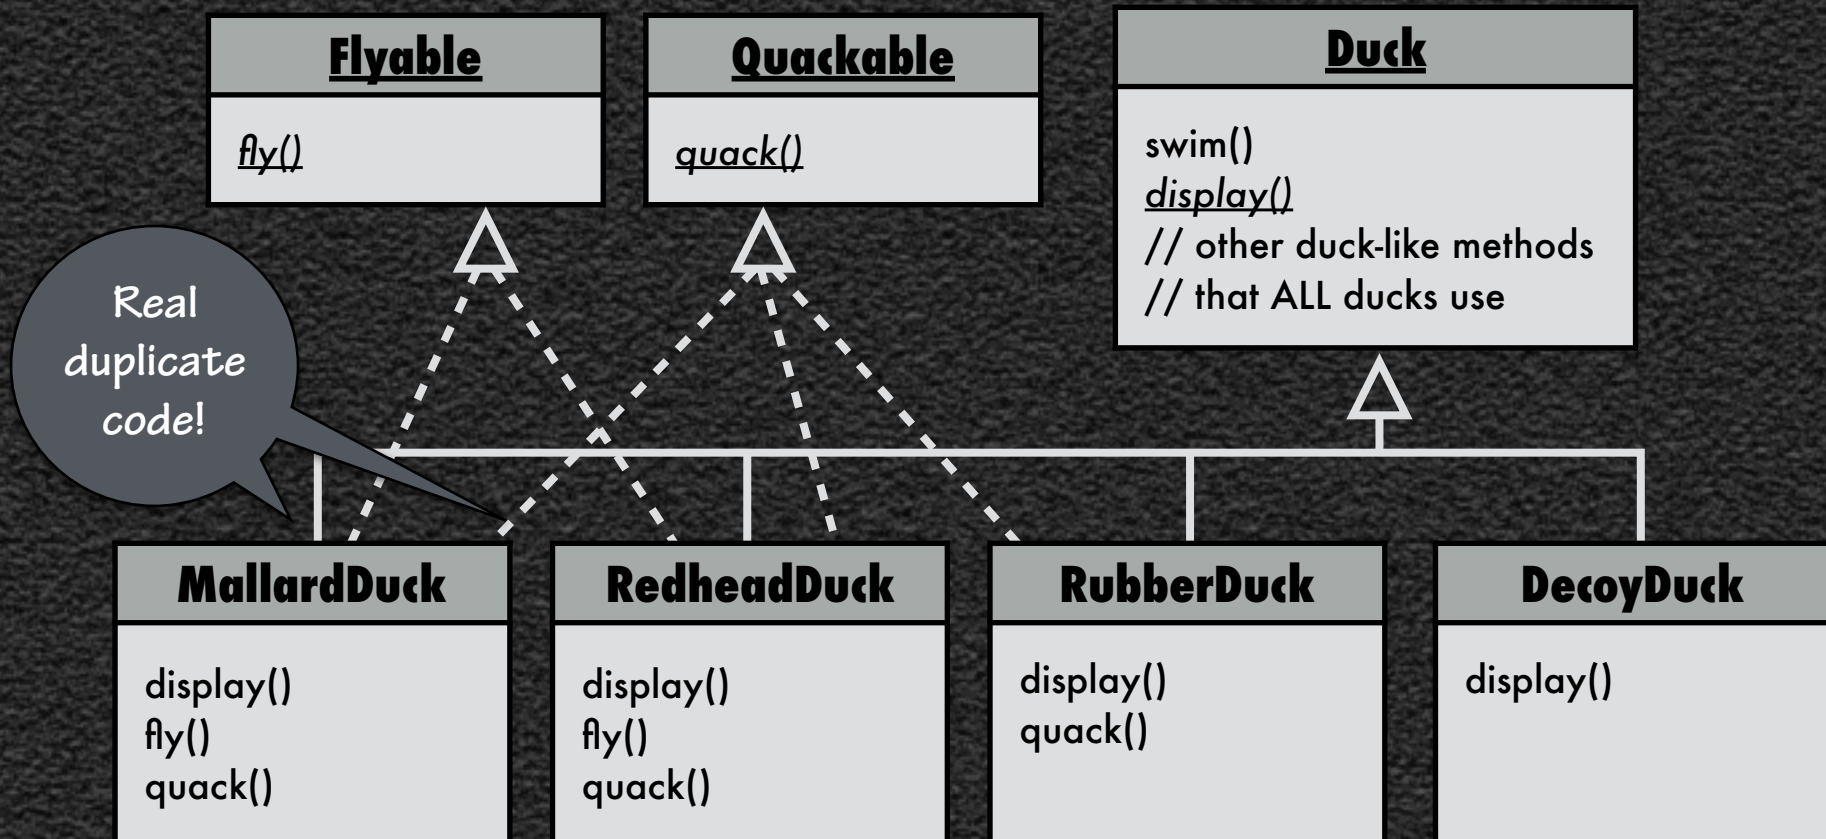 Flyable
fly()
Quackable
quack()
Duck
swim()
display()
// other duck-like methods
// that ALL ducks use
Real
duplicate
code!
MallardDuck
display()
fly()
quack()
RedheadDuck
display()
fly()
quack()
RubberDuck
display()
quack()
DecoyDuck
display()